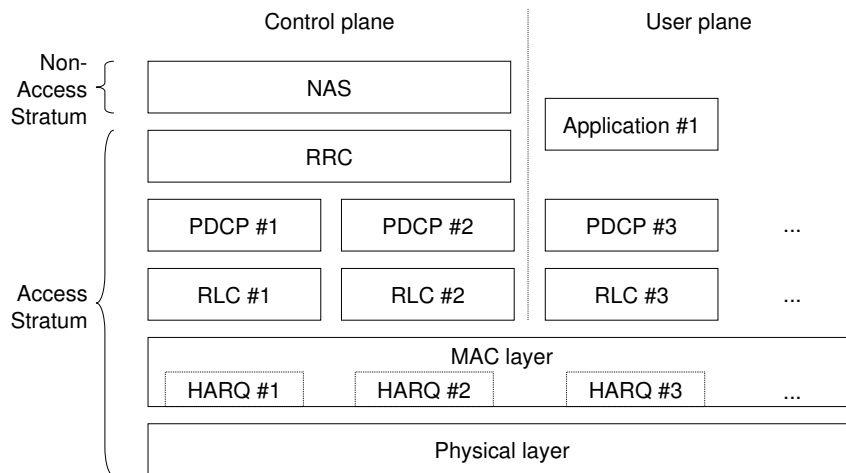 Control plane
User plane
Non-
Access
Stratum
NAS
Application #1
RRC
PDCP #1
PDCP #2
PDCP #3
...
Access
Stratum
RLC #1
RLC #2
RLC #3
...
MAC layer
HARQ #1
HARQ #2
HARQ #3
...
Physical layer